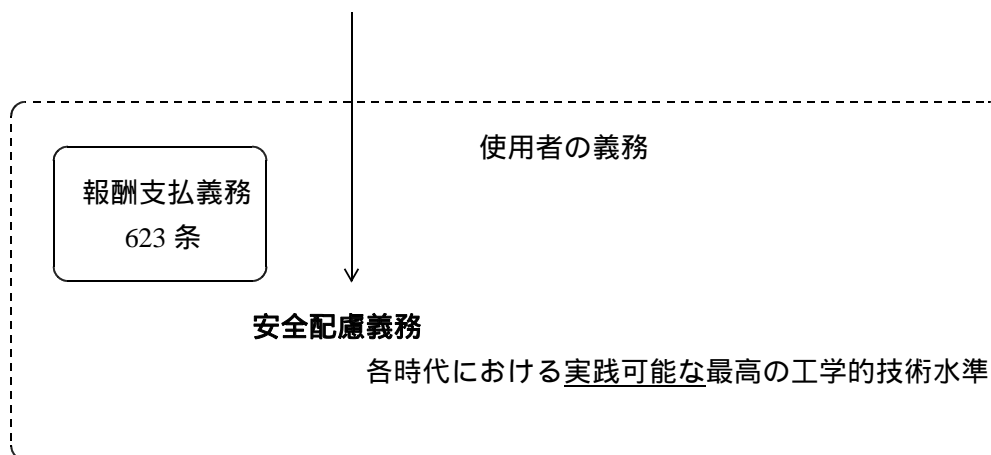 使用者の義務
報酬支払義務
623 条
安全配慮義務
各時代における実践可能な最高の工学的技術水準